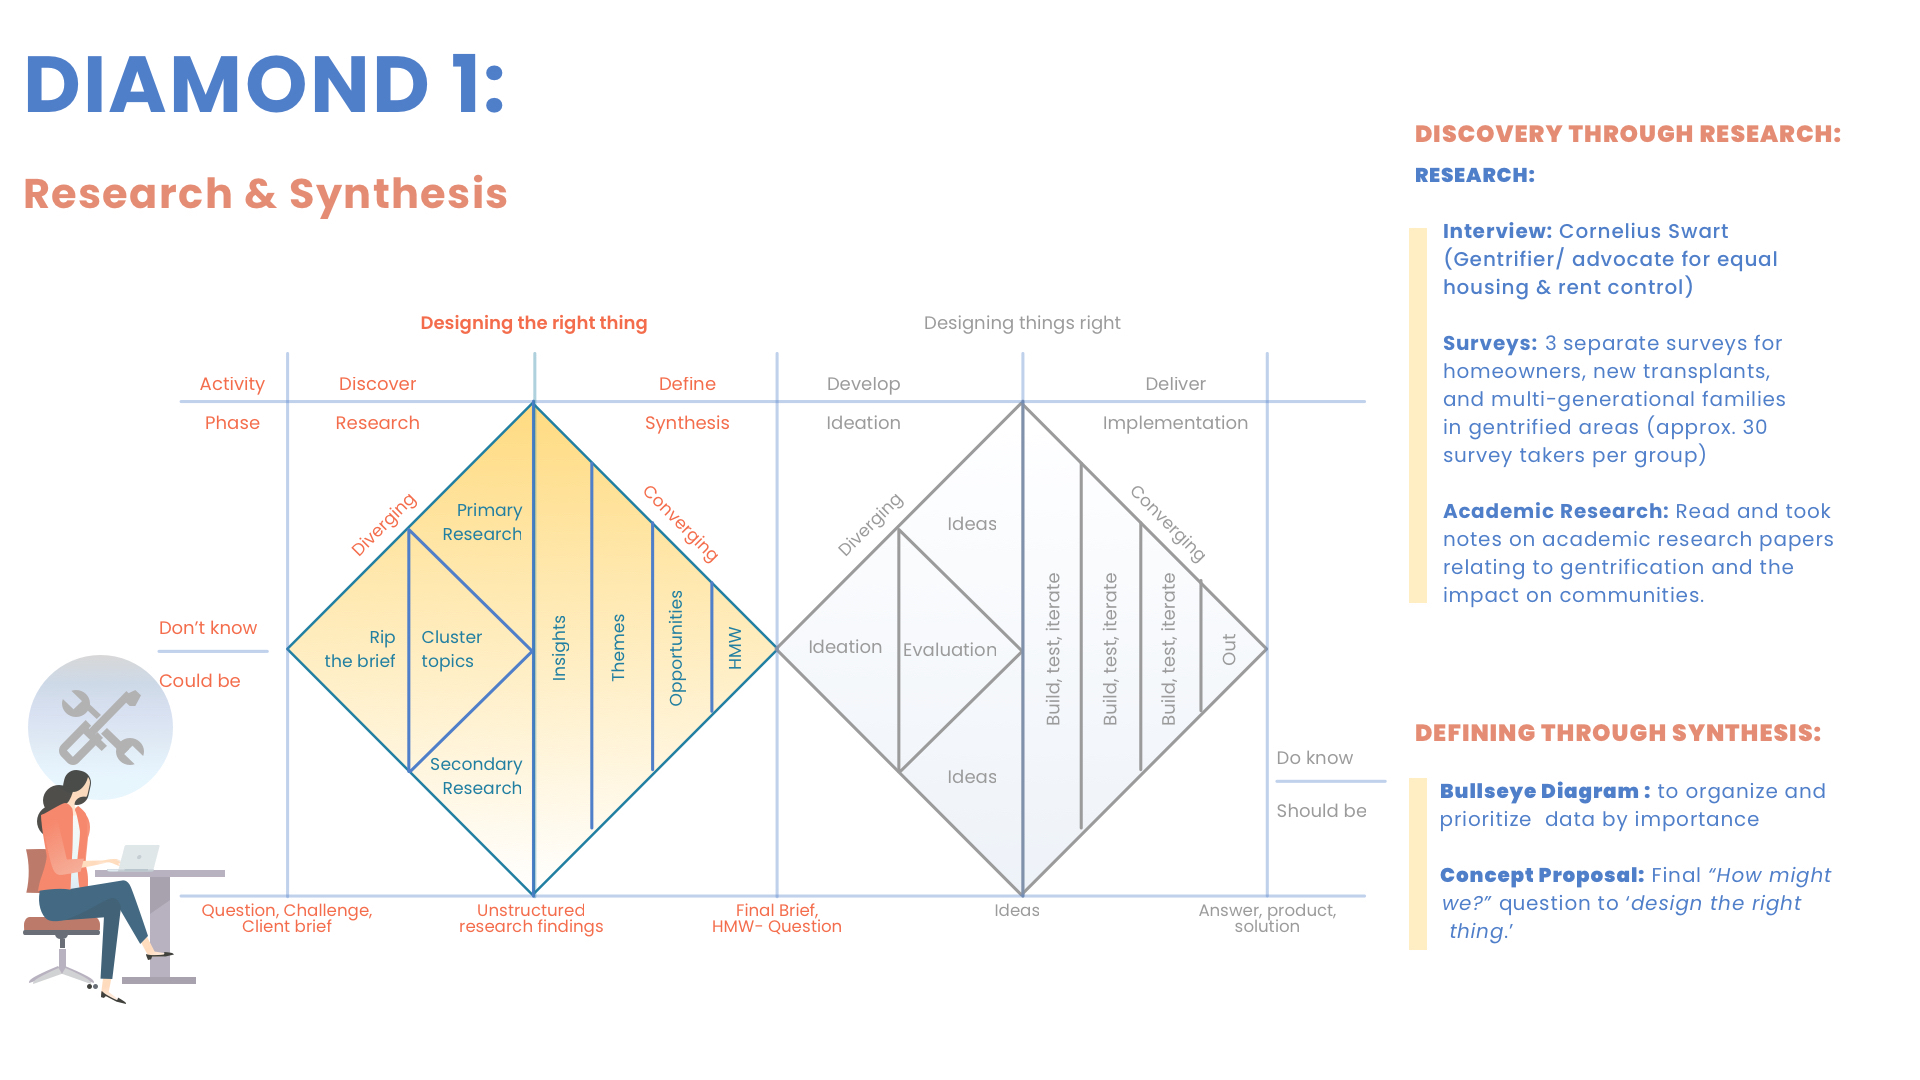 DIAMOND 1:
Research & Synthesis
Designing the right thing
Designing things right
Activity
Discover
Define
Develop
Deliver
Phase
Research
Synthesis
Ideation
Implementation
Diverging
Converging
Primary
Research
Rip
the brief
Cluster
topics
Secondary
Research
Insights
Themes
Opportunities
HMW
Diverging
Converging
Ideas
Ideation
Evaluation
Ideas
Build, test, iterate
Build, test, iterate
Build, test, iterate
Out
Don't know
Could be
Do know
Should be
Question, Challenge,
Client brief
Unstructured
research findings
Final Brief,
HMW- Question
Ideas
Answer, product,
solution
DISCOVERY THROUGH RESEARCH:
RESEARCH:
Interview: Cornelius Swart
(Gentrifier/ advocate for equal
housing & rent control)
Surveys: 3 separate surveys for
homeowners, new transplants,
and multi-generational families
in gentrified areas (approx. 30
survey takers per group)
Academic Research: Read and took
notes on academic research papers
relating to gentrification and the
impact on communities.
DEFINING THROUGH SYNTHESIS:
Bullseye Diagram : to organize and
prioritize  data by importance
Concept Proposal: Final “How might
we?” question to ‘design the right
thing.’